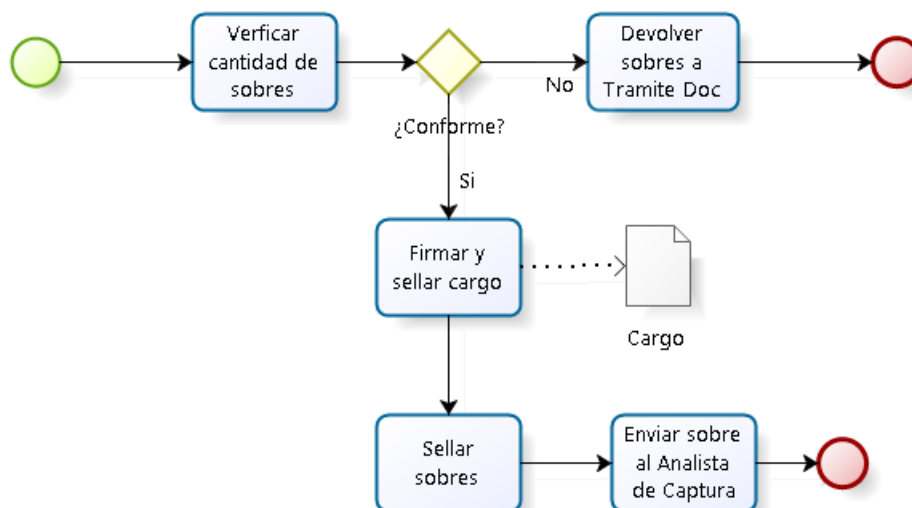 Verficar
cantidad de
sobres
Devolver
sobres a
Tramite Doc
No
¿Conforme?
Si
Firmar y
sellar cargo
Cargo
Sellar
sobres
Enviar sobre
al Analista
de Captura